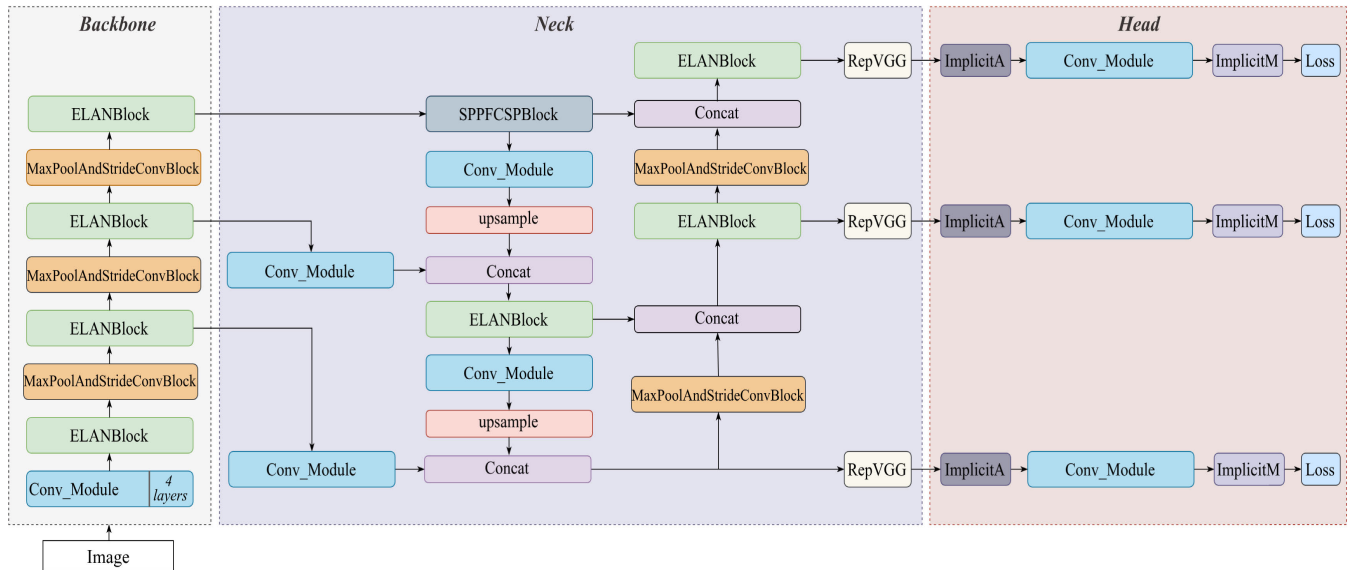 Backbone
Neck
Head
ELANBlock
MaxPoolAndStrideConvBlock
ELANBlock
MaxPoolAndStrideConvBlock
ELANBlock
MaxPoolAndStrideConvBlock
ELANBlock
Conv_Module
4
layers
Image
Conv_Module
Conv_Module
SPPFCSPBlock
Conv_Module
upsample
Concat
ELANBlock
Conv_Module
upsample
Concat
ELANBlock
Concat
MaxPoolAndStrideConvBlock
ELANBlock
Concat
MaxPoolAndStrideConvBlock
RepVGG
ImplicitA
Conv_Module
ImplicitM
Loss
RepVGG
ImplicitA
Conv_Module
ImplicitM
Loss
RepVGG
ImplicitA
Conv_Module
ImplicitM
Loss